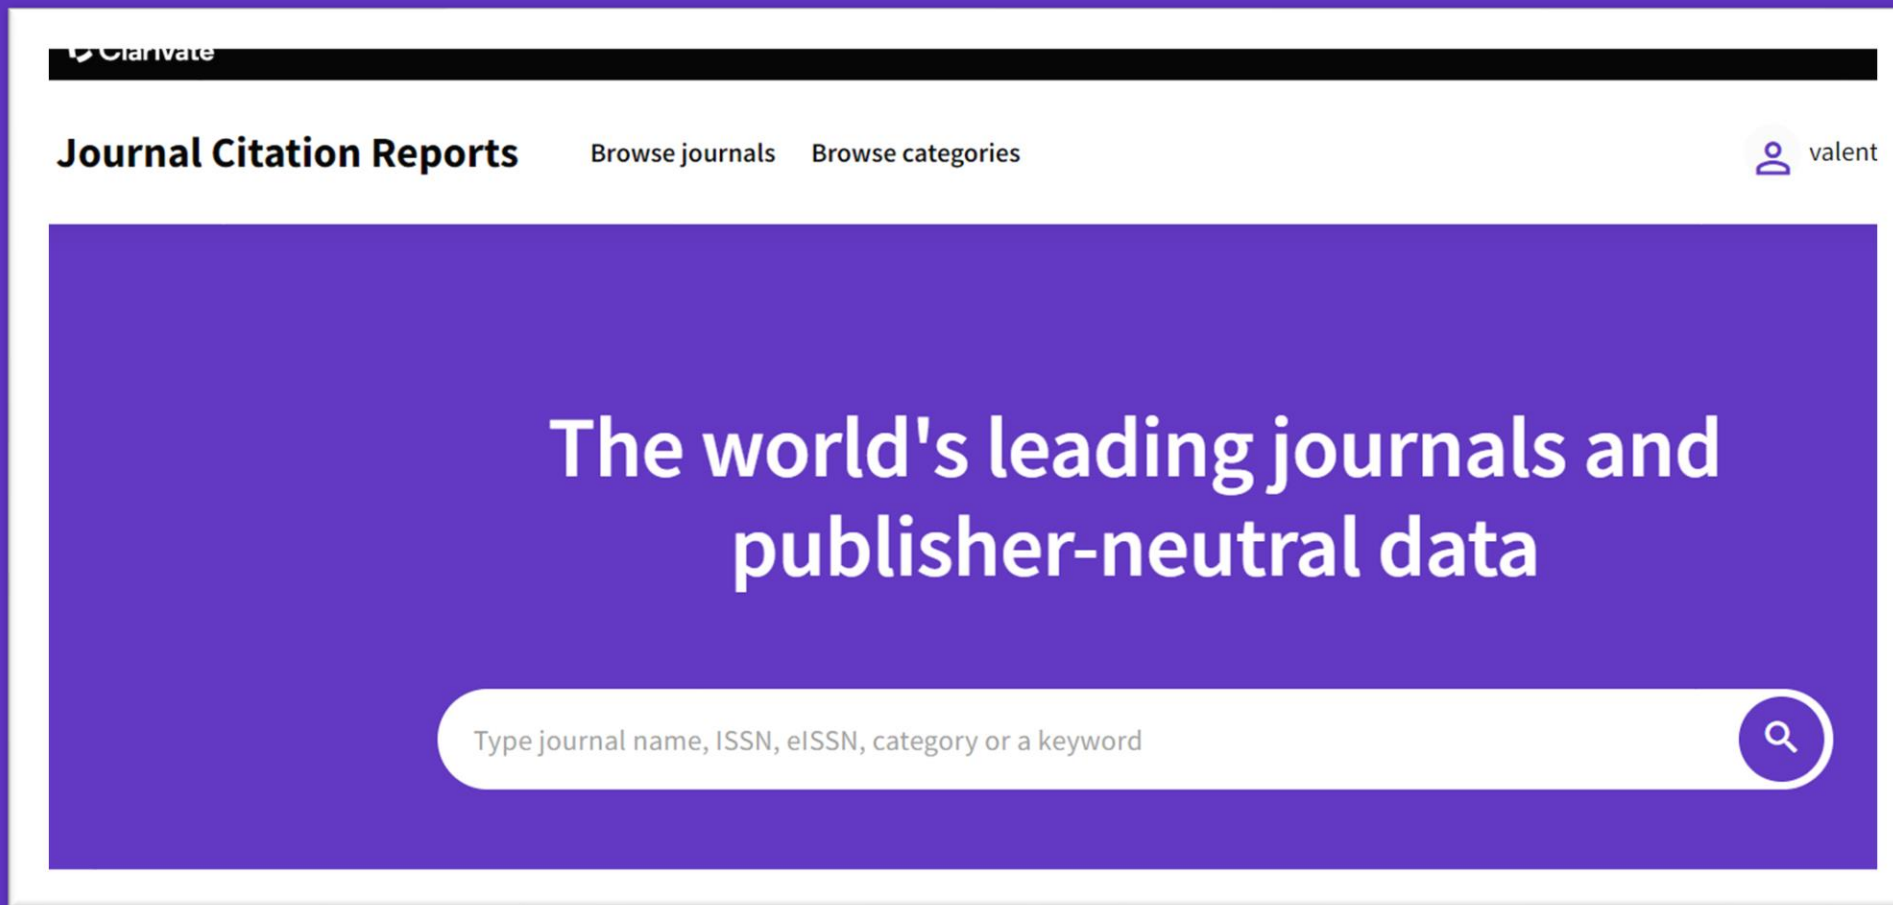 Clarivate
Journal Citation Reports Browse journals Browse categories valent
The world's leading journals and
publisher-neutral data
Type journal name, ISSN, eISSN, category or a keyword